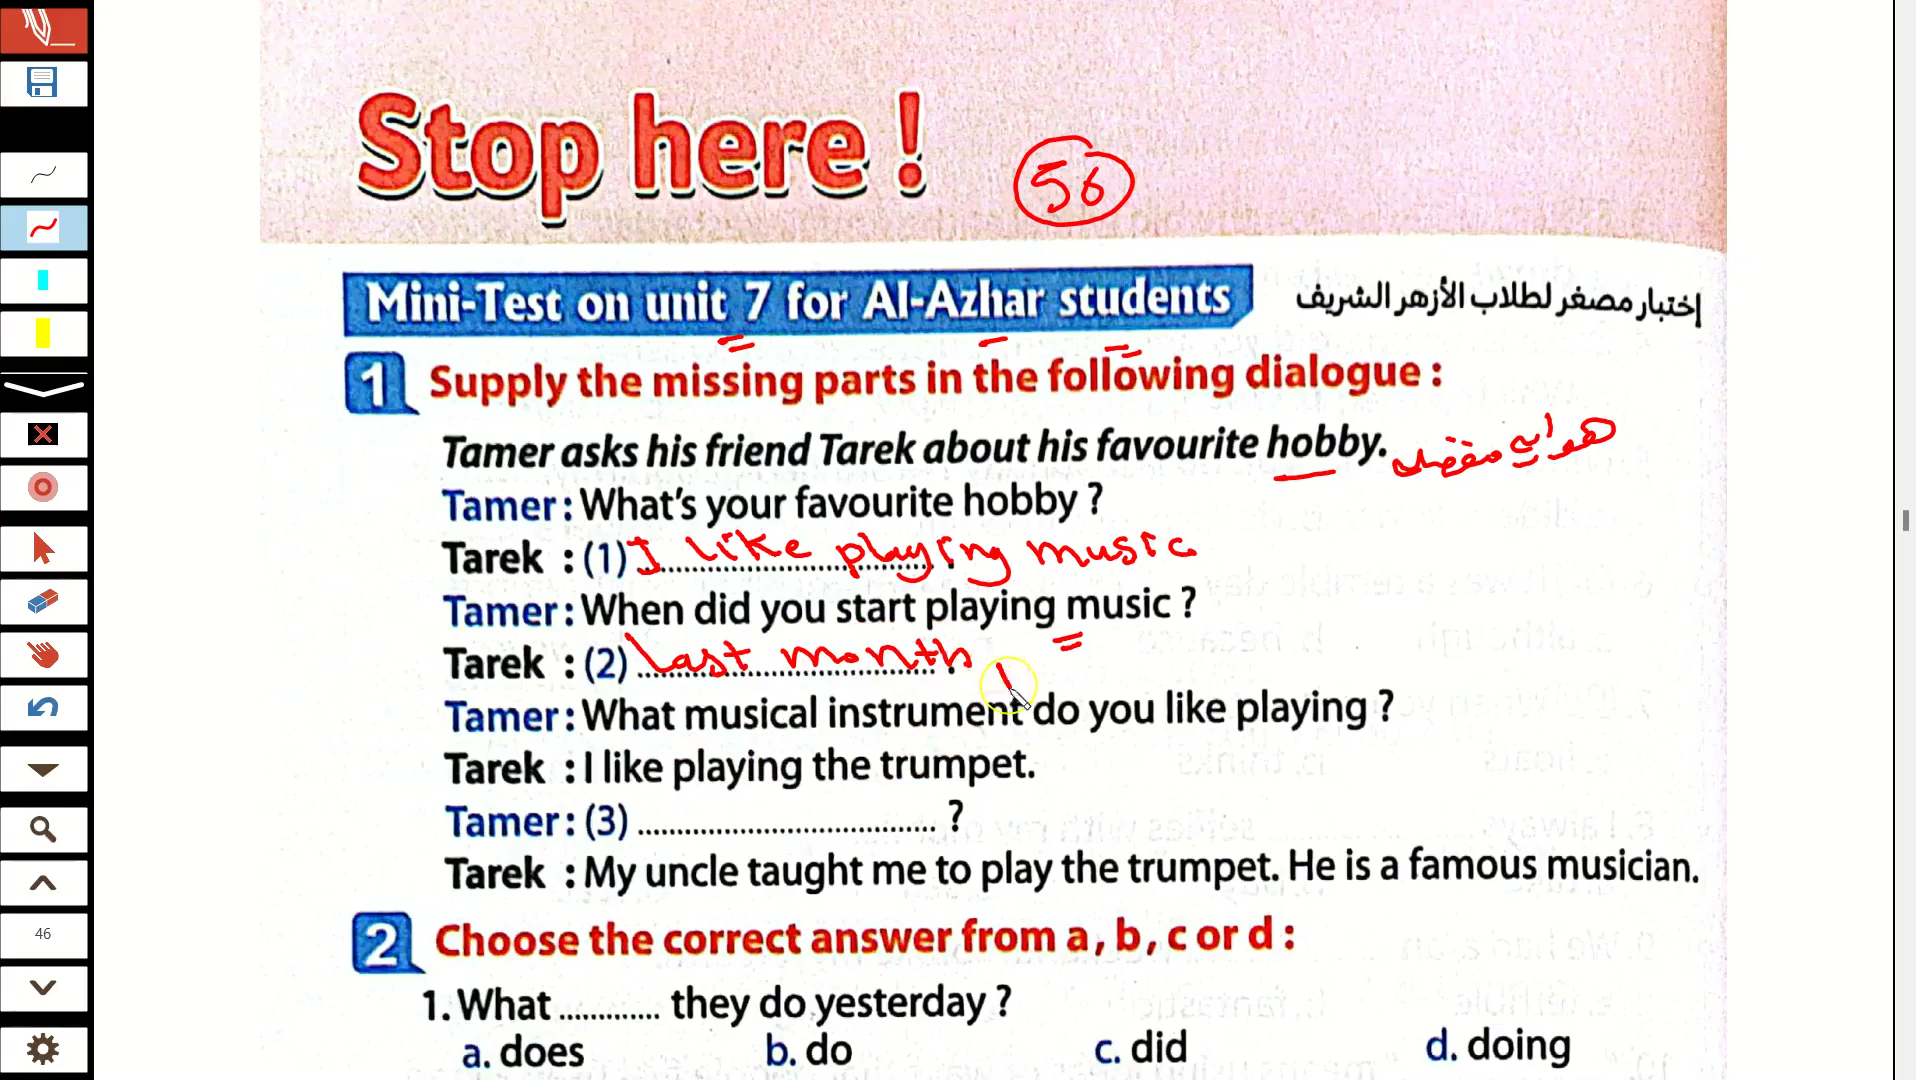 Stop here !
56
Mini-Test on unit 7 for Al-Azhar students
إختبار مصغر لطلاب الأزهر الشريف
1 Supply the missing parts in the following dialogue :
Tamer asks his friend Tarek about his favourite hobby.
Tamer : What's your favourite hobby ?
Tarek : (1) I like playing music .
Tamer : When did you start playing music ?
Tarek : (2) Last month .
Tamer : What musical instrument do you like playing ?
Tarek : I like playing the trumpet.
Tamer : (3) .................................... ?
Tarek : My uncle taught me to play the trumpet. He is a famous musician.
2 Choose the correct answer from a , b , c or d :
1. What ............. they do yesterday ?
a. does b. do c. did d. doing
46